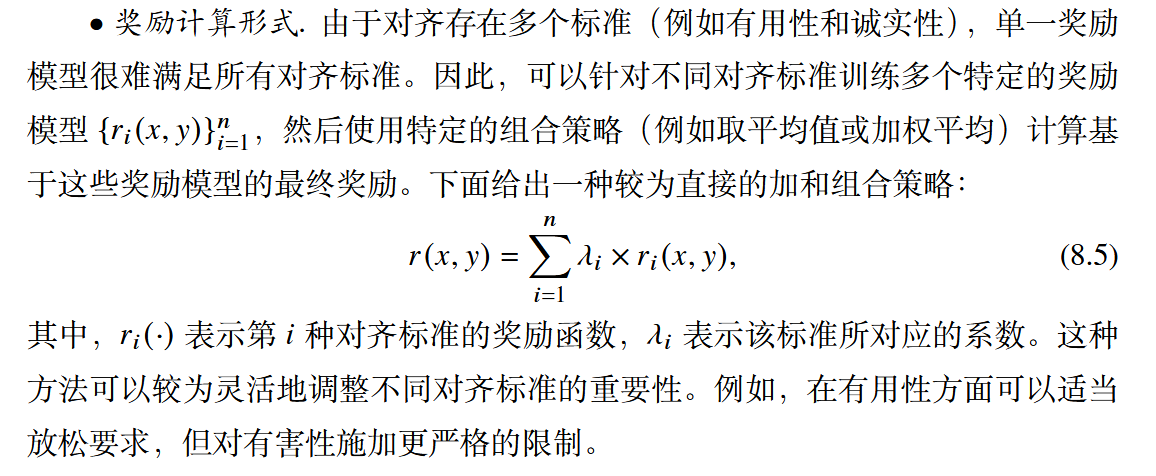 • 奖励计算形式. 由于对齐存在多个标准（例如有用性和诚实性），单一奖励
模型很难满足所有对齐标准。因此，可以针对不同对齐标准训练多个特定的奖励
模型 {r_i(x, y)}_{i=1}^n，然后使用特定的组合策略（例如取平均值或加权平均）计算基
于这些奖励模型的最终奖励。下面给出一种较为直接的加和组合策略：
r(x, y) = \sum_{i=1}^{n} λ_i × r_i(x, y), (8.5)
其中，r_i(·) 表示第 i 种对齐标准的奖励函数，λ_i 表示该标准所对应的系数。这种
方法可以较为灵活地调整不同对齐标准的重要性。例如，在有用性方面可以适当
放松要求，但对有害性施加更严格的限制。